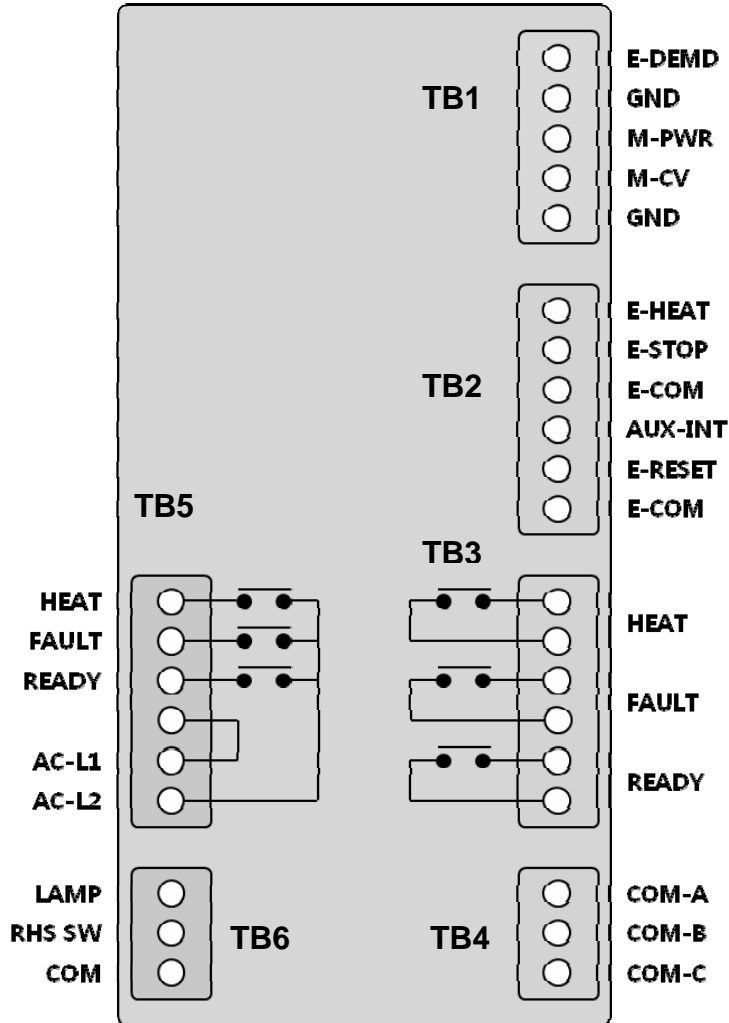 TB1
E-DEMD
GND
M-PWR
M-CV
GND
TB2
E-HEAT
E-STOP
E-COM
AUX-INT
E-RESET
E-COM
TB5
HEAT
FAULT
READY
AC-L1
AC-L2
TB3
HEAT
FAULT
READY
LAMP
RHS SW
COM
TB6
TB4
COM-A
COM-B
COM-C